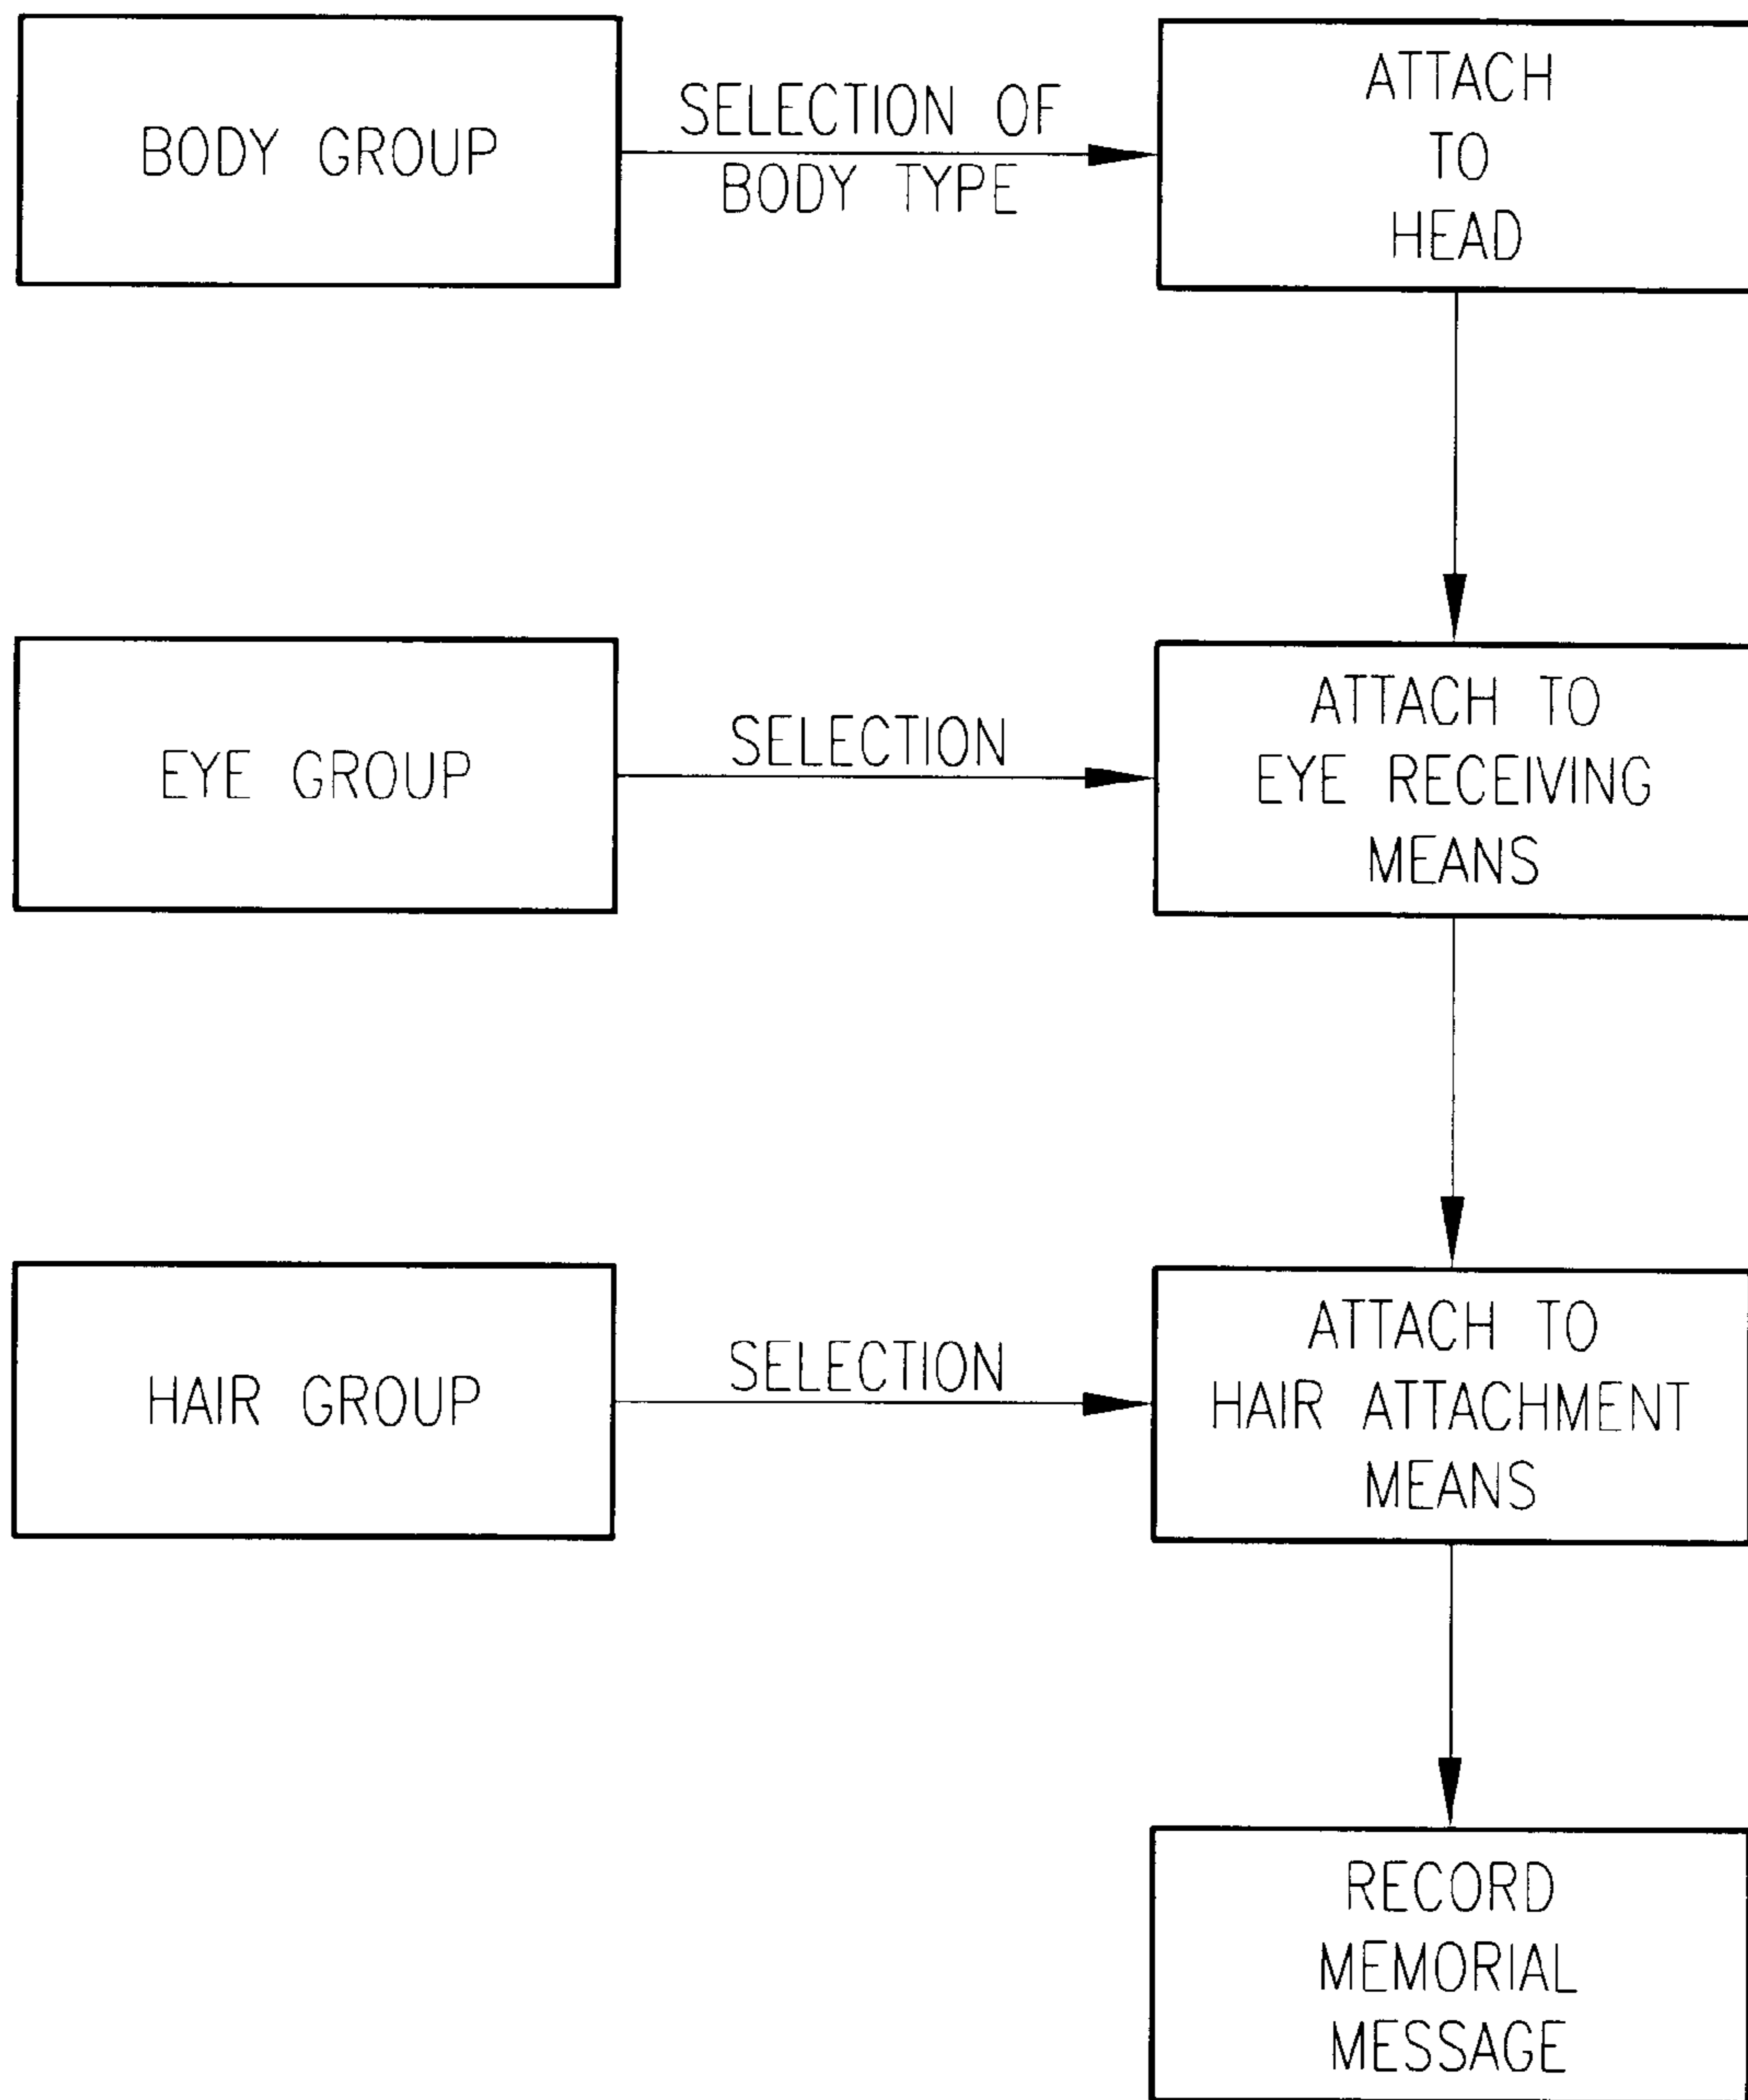 BODY GROUP
SELECTION OF
BODY TYPE
ATTACH
TO
HEAD
EYE GROUP
SELECTION
ATTACH TO
EYE RECEIVING
MEANS
HAIR GROUP
SELECTION
ATTACH TO
HAIR ATTACHMENT
MEANS
RECORD
MEMORIAL
MESSAGE